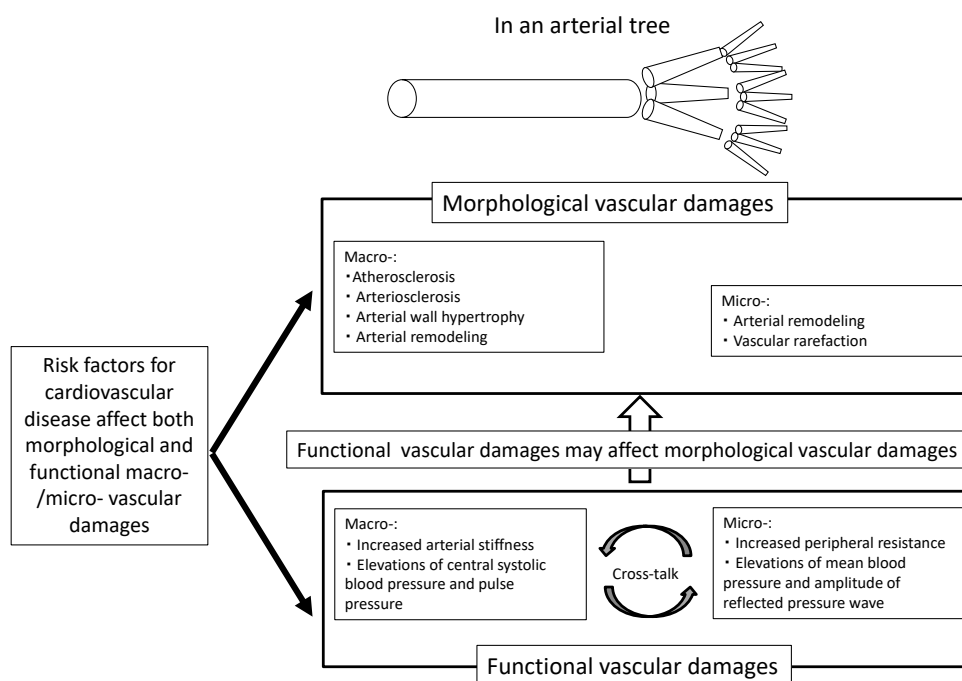 In an arterial tree
Morphological vascular damages
Macro-:
・Atherosclerosis
・Arteriosclerosis
・Arterial wall hypertrophy
・Arterial remodeling
Micro-:
・Arterial remodeling
・Vascular rarefaction
Risk factors for
cardiovascular
disease affect both
morphological and
functional macro-
/micro- vascular
damages
Functional  vascular damages may affect morphological vascular damages
Macro-:
・Increased arterial stiffness
・Elevations of central systolic
blood pressure and pulse
pressure
Cross-talk
Micro-:
・Increased peripheral resistance
・Elevations of mean blood
pressure and amplitude of
reflected pressure wave
Functional vascular damages